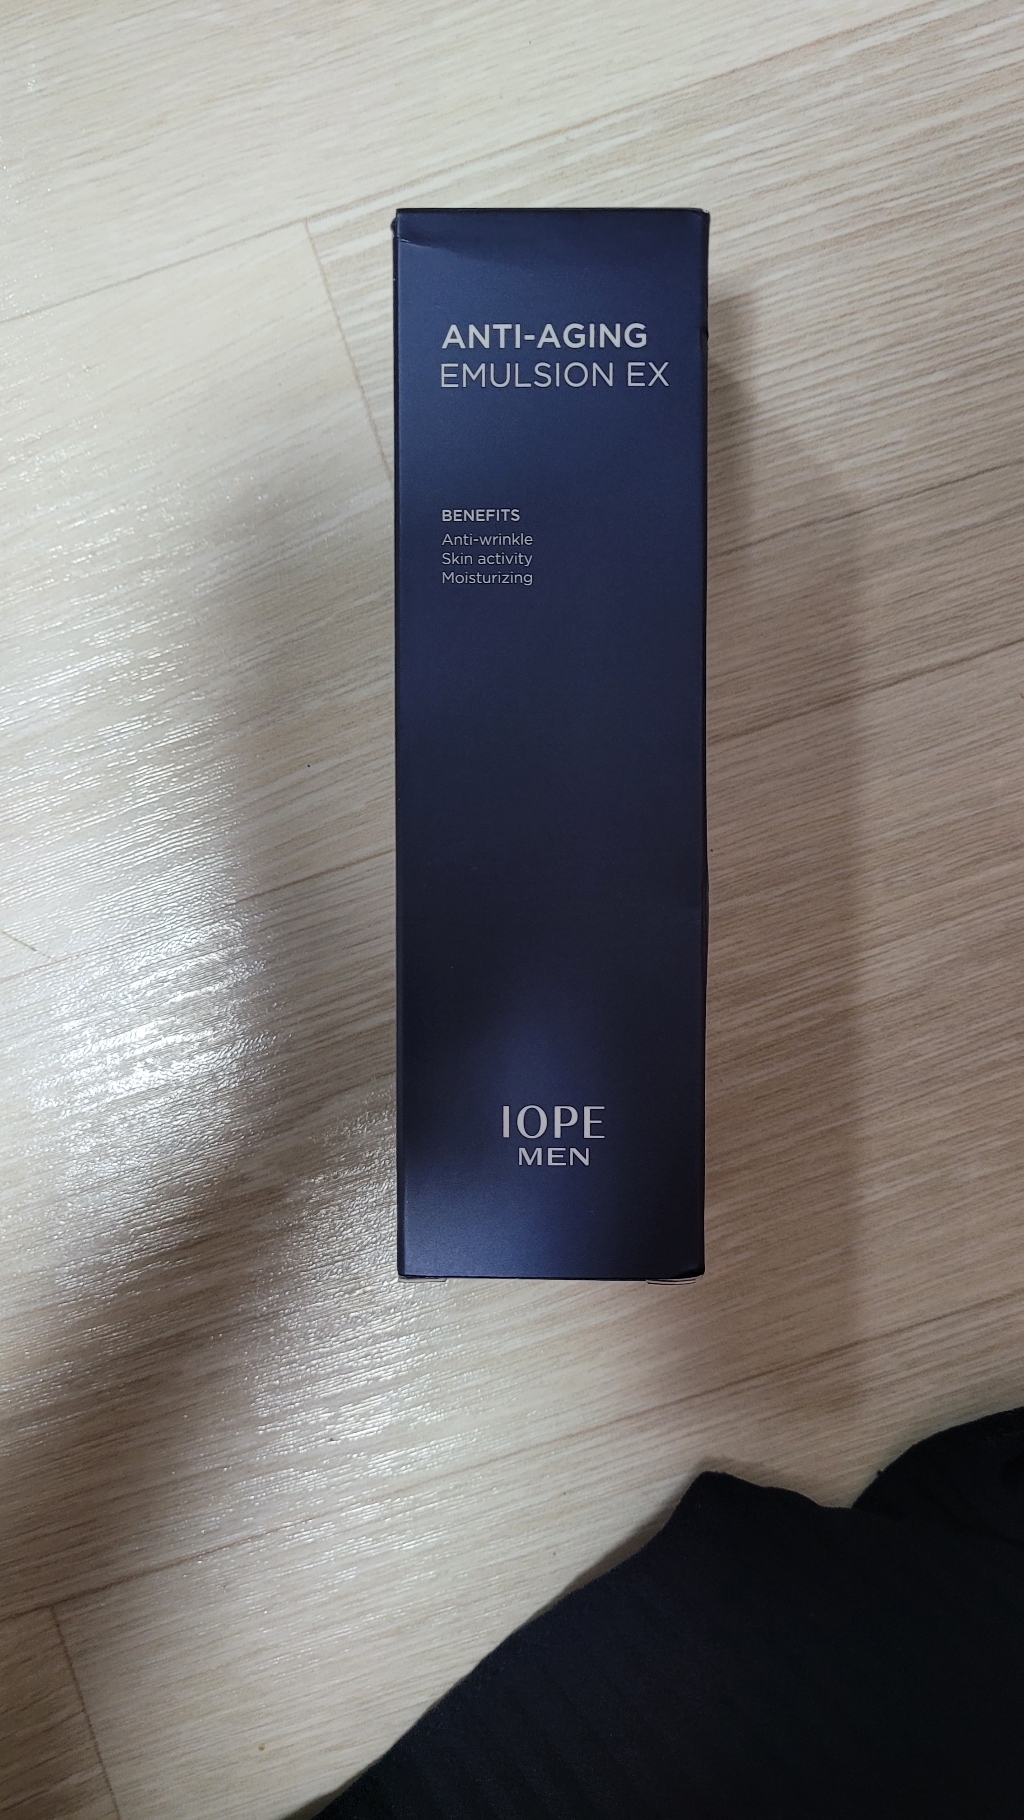 ANTI-AGING
EMULSION EX
BENEFITS
Anti-wrinkle
Skin activity
Moisturizing
IOPE
MEN